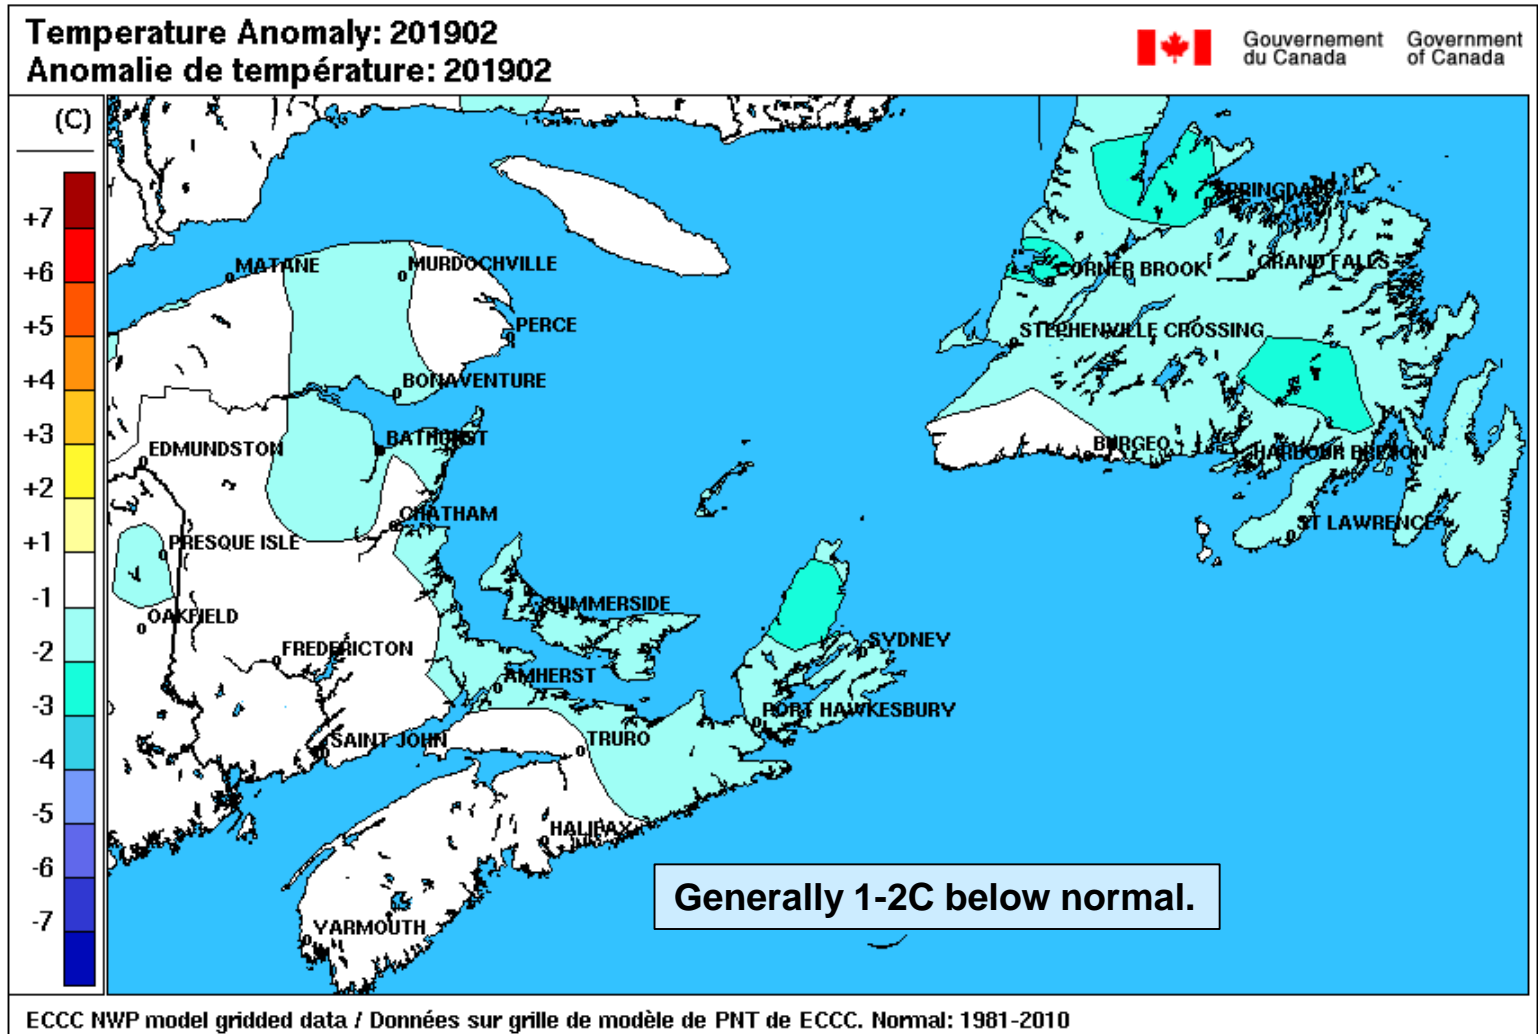 Temperature Anomaly: 201902
Anomalie de température: 201902
Gouvernement du Canada
Government of Canada
(C)
+7
+6
+5
+4
+3
+2
+1
-1
-2
-3
-4
-5
-6
-7
SPRINGDALE
MATANE
MURDOCHVILLE
CORNER BROOK
GRAND FALLS
PERCE
STEPHENVILLE CROSSING
BONAVENTURE
EDMUNDSTON
BATHURST
BURGEO
HARBOUR BRETON
CHATHAM
ST LAWRENCE
PRESQUE ISLE
OAKFIELD
SUMMERSIDE
FREDERICTON
SYDNEY
AMHERST
PORT HAWKESBURY
SAINT JOHN
TRURO
HALIFAX
YARMOUTH
Generally 1-2C below normal.
ECCC NWP model gridded data / Données sur grille de modèle de PNT de ECCC. Normal: 1981-2010